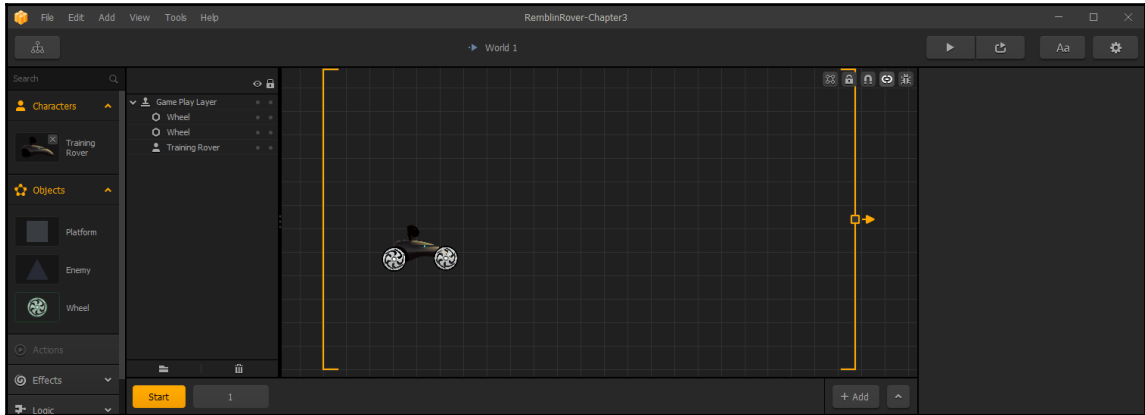 File Edit Add View Tools Help
RemblinRover-Chapter3
World 1
Aa
Search
Characters
Training
Rover
Objects
Platform
Enemy
Wheel
Actions
Effects
Logic
Game Play Layer
Wheel
Wheel
Training Rover
Start
1
+ Add